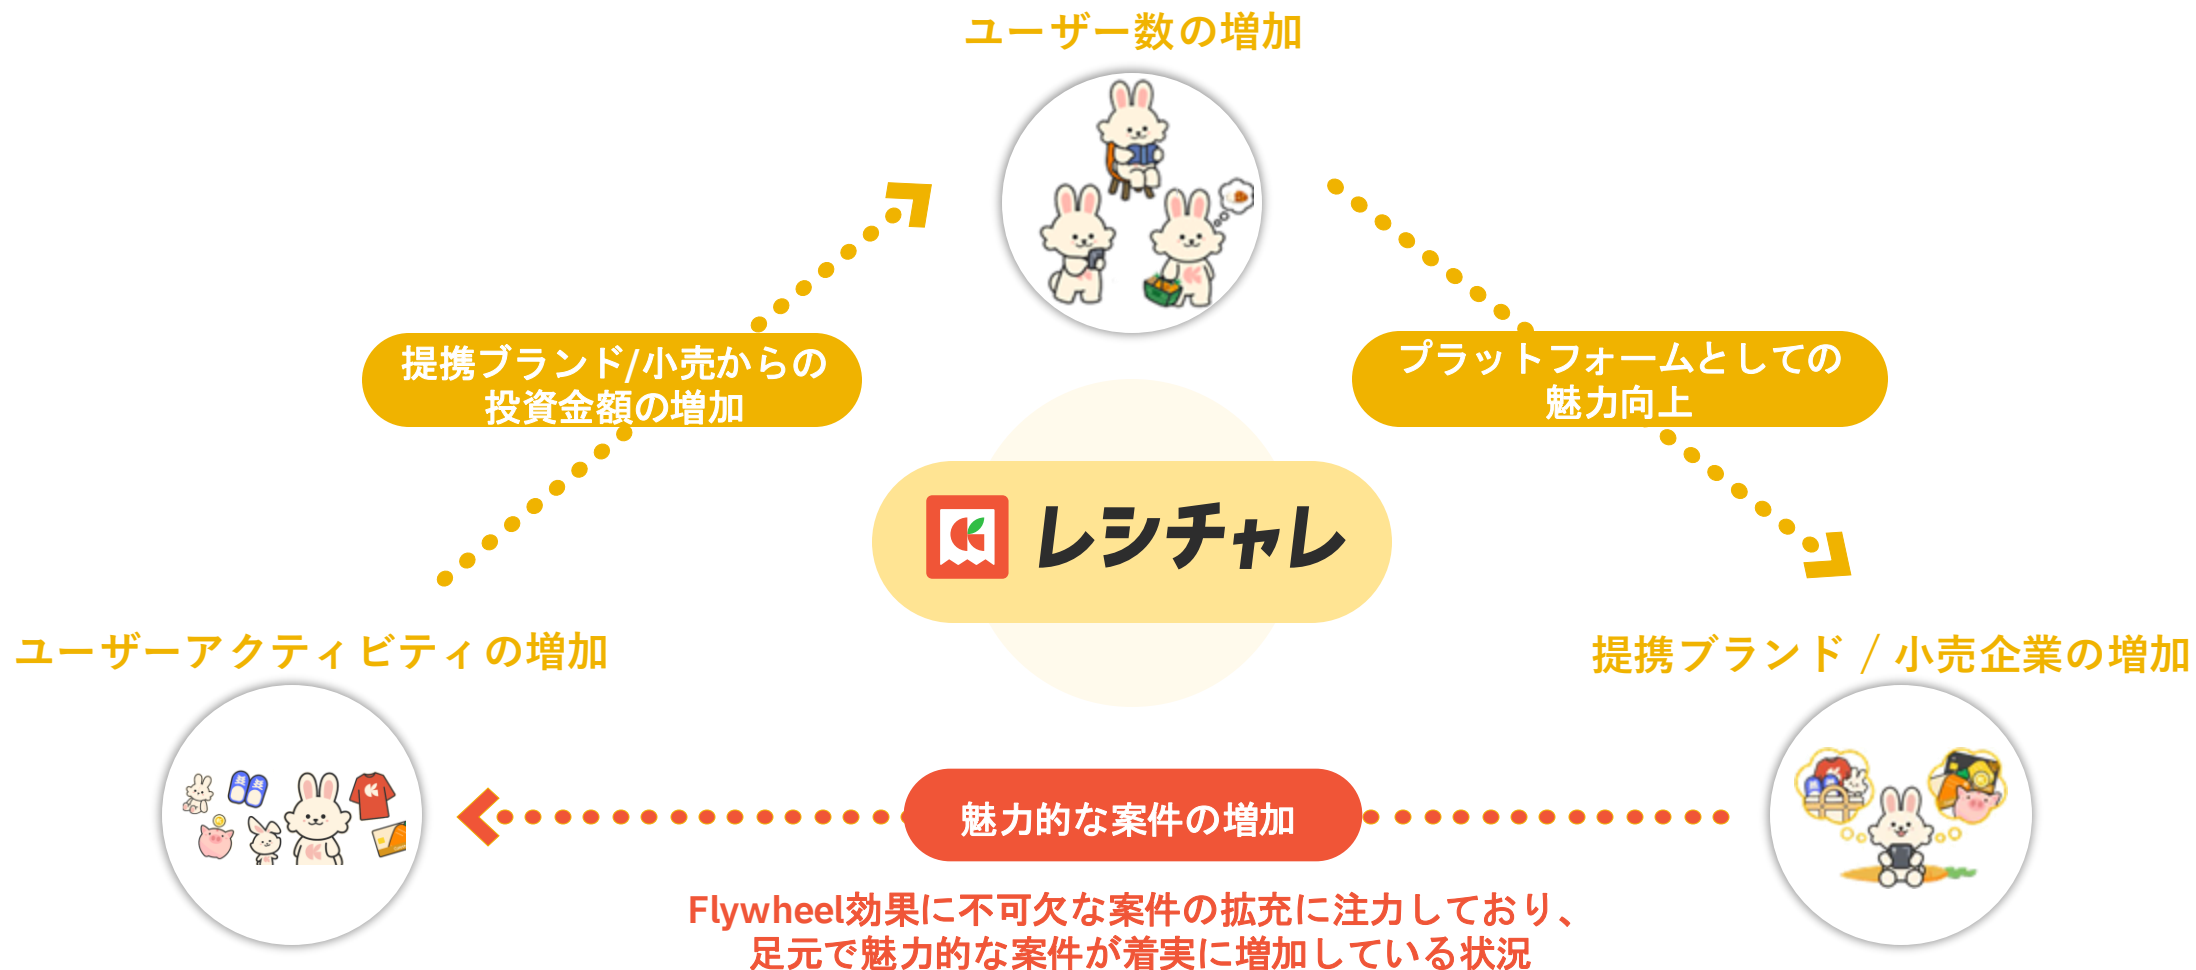 ユーザー数の増加
提携ブランド/小売からの
投資金額の増加
プラットフォームとしての
魅力向上
レシチャレ
ユーザーアクティビティの増加
提携ブランド / 小売企業の増加
魅力的な案件の増加
Flywheel効果に不可欠な案件の拡充に注力しており、
足元で魅力的な案件が着実に増加している状況